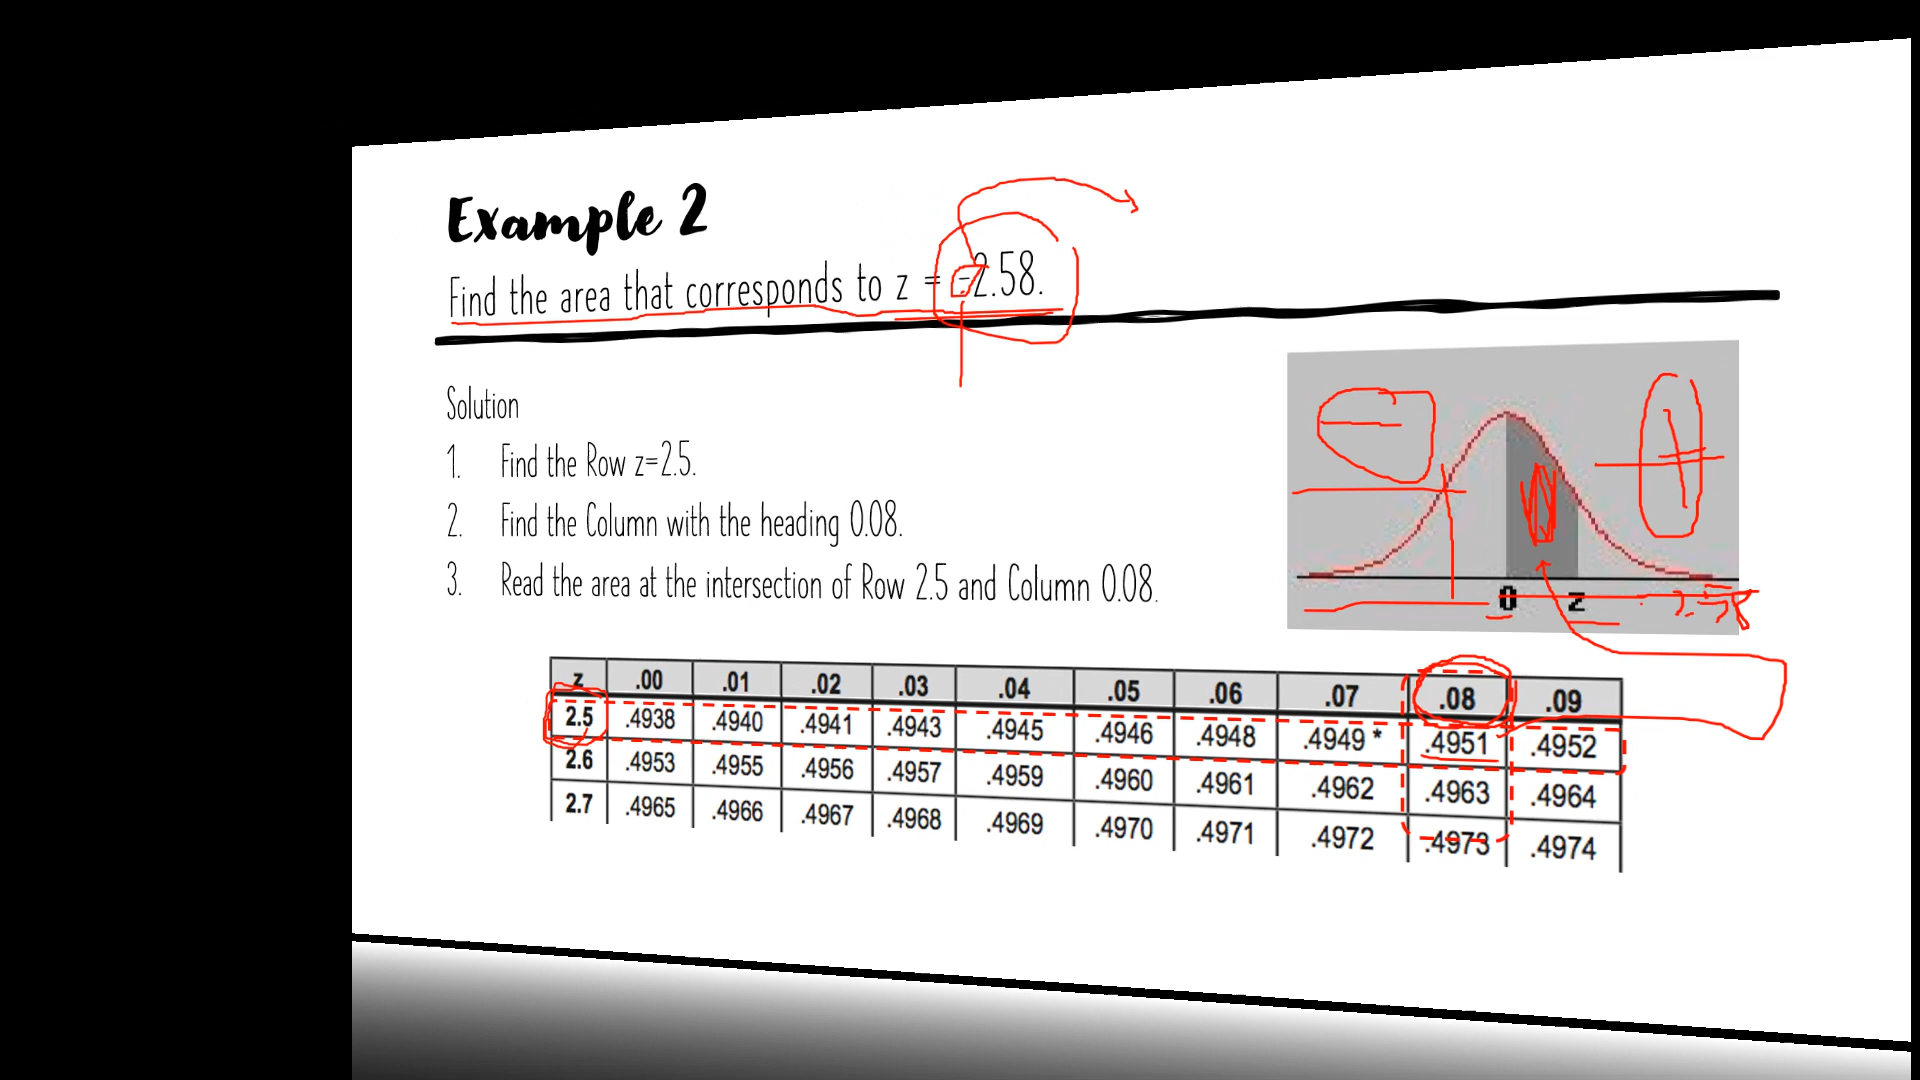 Example 2
Find the area that corresponds to z = -2.58.
Solution
1. Find the Row z=2.5.
2. Find the Column with the heading 0.08.
3. Read the area at the intersection of Row 2.5 and Column 0.08.
0 z 2.58
z .00 .01 .02 .03 .04 .05 .06 .07 .08 .09
2.5 .4938 .4940 .4941 .4943 .4945 .4946 .4948 .4949 * .4951 .4952
2.6 .4953 .4955 .4956 .4957 .4959 .4960 .4961 .4962 .4963 .4964
2.7 .4965 .4966 .4967 .4968 .4969 .4970 .4971 .4972 .4973 .4974